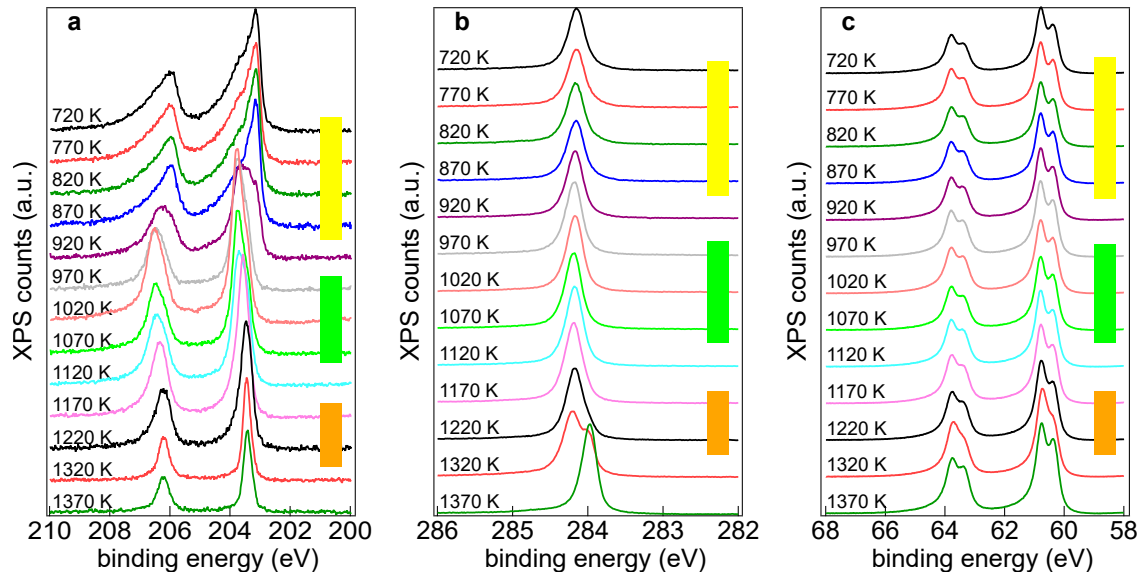 a
XPS counts (a.u.)
720 K
770 K
820 K
870 K
920 K
970 K
1020 K
1070 K
1120 K
1170 K
1220 K
1320 K
1370 K
210 208 206 204 202 200
binding energy (eV)
b
XPS counts (a.u.)
720 K
770 K
820 K
870 K
920 K
970 K
1020 K
1070 K
1120 K
1170 K
1220 K
1320 K
1370 K
286 285 284 283 282
binding energy (eV)
c
XPS counts (a.u.)
720 K
770 K
820 K
870 K
920 K
970 K
1020 K
1070 K
1120 K
1170 K
1220 K
1320 K
1370 K
68 66 64 62 60 58
binding energy (eV)